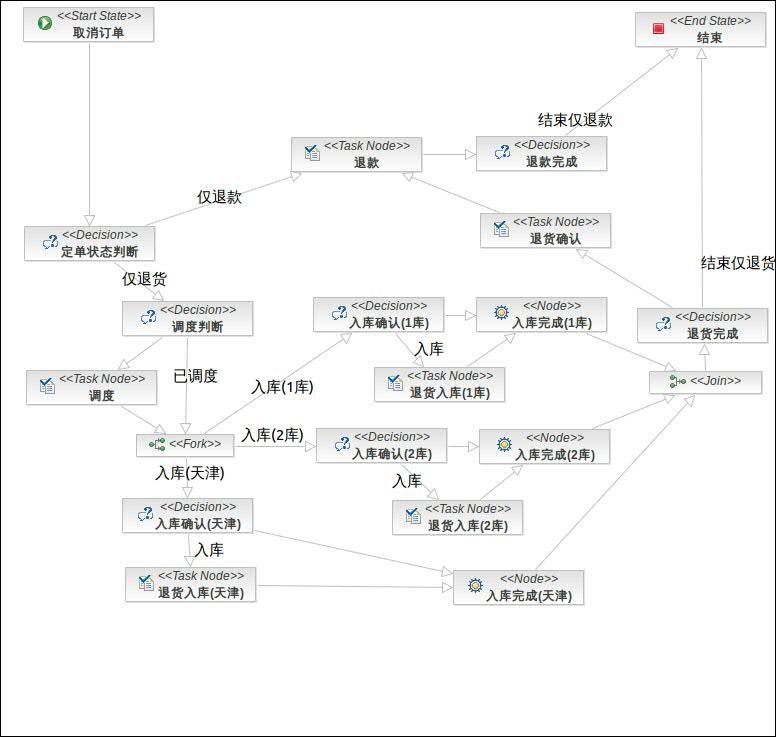 <<Start State>>
取消订单
<<End State>>
结束
结束仅退款
<<Task Node>>
退款
<<Decision>>
退款完成
仅退款
<<Task Node>>
退货确认
<<Decision>>
定单状态判断
结束仅退货
仅退货
<<Decision>>
调度判断
<<Decision>>
入库确认(1库)
<<Node>>
入库完成(1库)
<<Decision>>
退货完成
入库
<<Task Node>>
调度
已调度
入库(1库)
<<Task Node>>
退货入库(1库)
<<Join>>
<<Fork>>
入库(2库)
<<Decision>>
入库确认(2库)
<<Node>>
入库完成(2库)
入库(天津)
入库
<<Decision>>
入库确认(天津)
<<Task Node>>
退货入库(2库)
入库
<<Task Node>>
退货入库(天津)
<<Node>>
入库完成(天津)